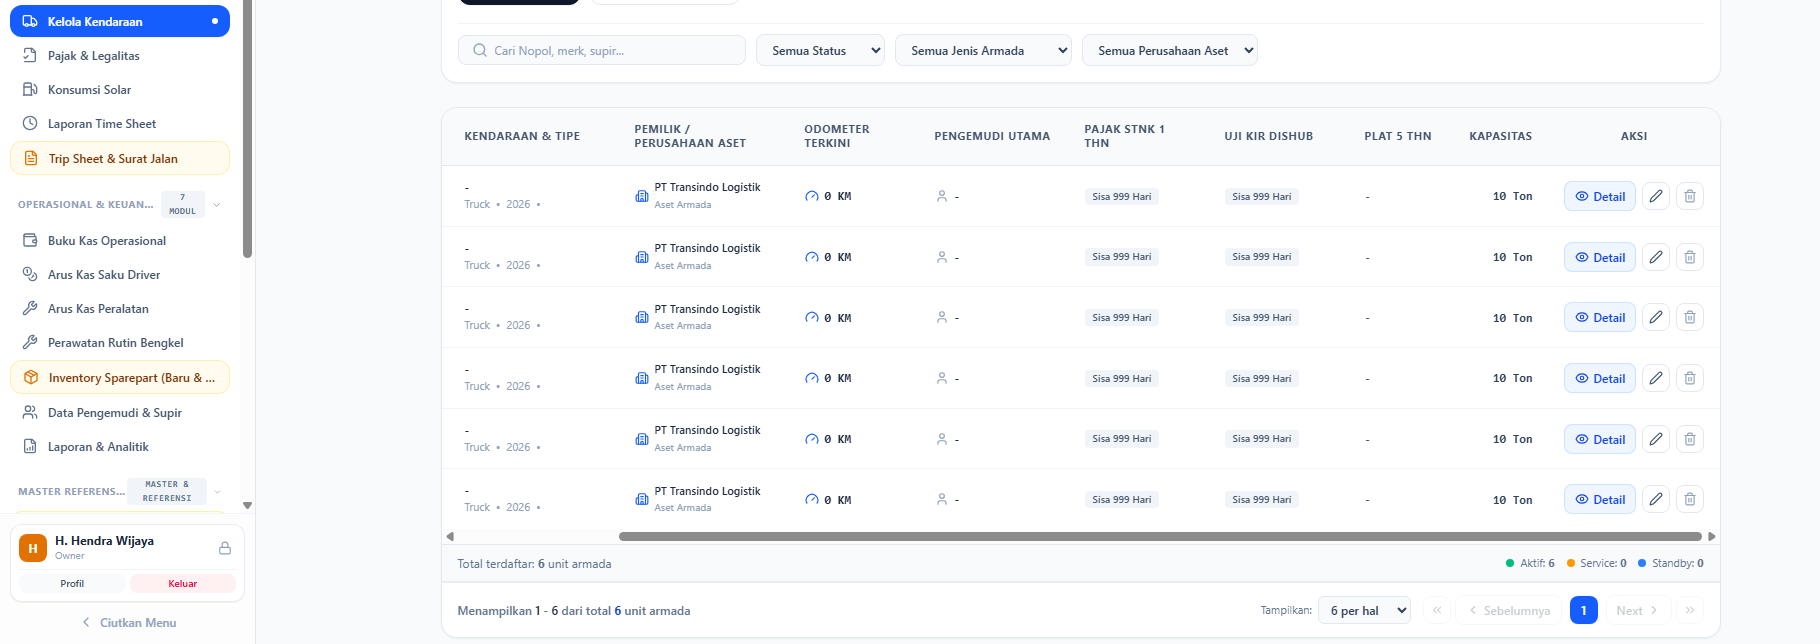 Kelola Kendaraan
Pajak & Legalitas
Konsumsi Solar
Laporan Time Sheet
Trip Sheet & Surat Jalan
OPERASIONAL & KEUAN...
7
MODUL
Buku Kas Operasional
Arus Kas Saku Driver
Arus Kas Peralatan
Perawatan Rutin Bengkel
Inventory Sparepart (Baru & ...
Data Pengemudi & Supir
Laporan & Analitik
MASTER REFERENS...
MASTER &
REFERENSI
H
H. Hendra Wijaya
Owner
Profil
Keluar
Ciutkan Menu
Cari Nopol, merk, supir...
Semua Status
Semua Jenis Armada
Semua Perusahaan Aset
KENDARAAN & TIPE
PEMILIK /
PERUSAHAAN ASET
ODOMETER
TERKINI
PENGEMUDI UTAMA
PAJAK STNK 1
THN
UJI KIR DISHUB
PLAT 5 THN
KAPASITAS
AKSI
-
Truck • 2026 •
PT Transindo Logistik
Aset Armada
0 KM
-
Sisa 999 Hari
Sisa 999 Hari
-
10 Ton
Detail
-
Truck • 2026 •
PT Transindo Logistik
Aset Armada
0 KM
-
Sisa 999 Hari
Sisa 999 Hari
-
10 Ton
Detail
-
Truck • 2026 •
PT Transindo Logistik
Aset Armada
0 KM
-
Sisa 999 Hari
Sisa 999 Hari
-
10 Ton
Detail
-
Truck • 2026 •
PT Transindo Logistik
Aset Armada
0 KM
-
Sisa 999 Hari
Sisa 999 Hari
-
10 Ton
Detail
-
Truck • 2026 •
PT Transindo Logistik
Aset Armada
0 KM
-
Sisa 999 Hari
Sisa 999 Hari
-
10 Ton
Detail
-
Truck • 2026 •
PT Transindo Logistik
Aset Armada
0 KM
-
Sisa 999 Hari
Sisa 999 Hari
-
10 Ton
Detail
Total terdaftar: 6 unit armada
Aktif: 6
Service: 0
Standby: 0
Menampilkan 1 - 6 dari total 6 unit armada
Tampilkan:
6 per hal
«
Sebelumnya
1
Next
»